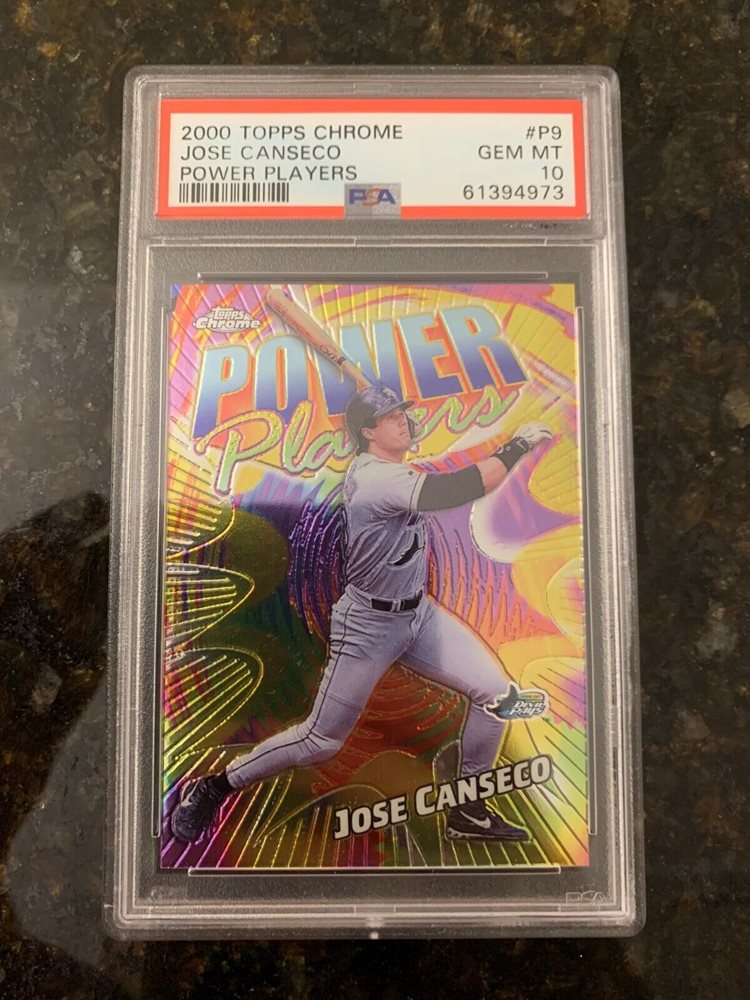 2000 TOPPS CHROME #P9
JOSE CANSECO GEM MT
POWER PLAYERS 10
PSA 61394973
Topps
Chrome
POWER
Players
Devil
Rays
JOSE CANSECO
PSA